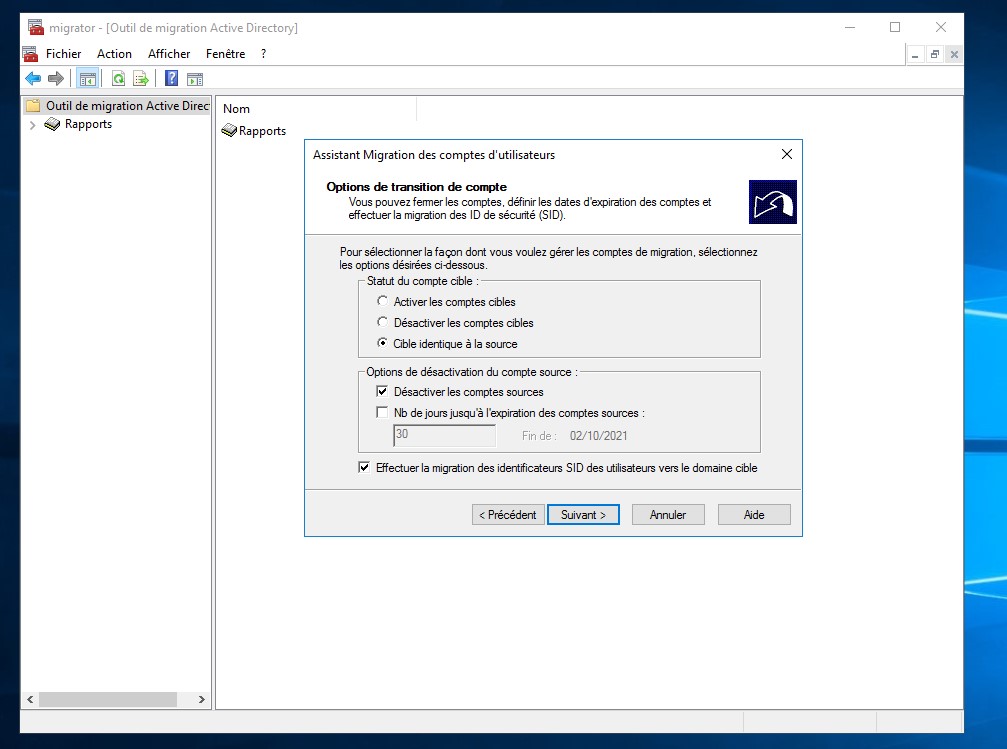 migrator - [Outil de migration Active Directory]
Fichier Action Afficher Fenêtre ?
Outil de migration Active Direc
Rapports
Nom
Rapports
Assistant Migration des comptes d'utilisateurs
Options de transition de compte
Vous pouvez fermer les comptes, définir les dates d'expiration des comptes et
effectuer la migration des ID de sécurité (SID).
Pour sélectionner la façon dont vous voulez gérer les comptes de migration, sélectionnez
les options désirées ci-dessous.
Statut du compte cible :
Activer les comptes cibles
Désactiver les comptes cibles
Cible identique à la source
Options de désactivation du compte source :
Désactiver les comptes sources
Nb de jours jusqu'à l'expiration des comptes sources :
30 Fin de : 02/10/2021
Effectuer la migration des identificateurs SID des utilisateurs vers le domaine cible
< Précédent Suivant > Annuler Aide